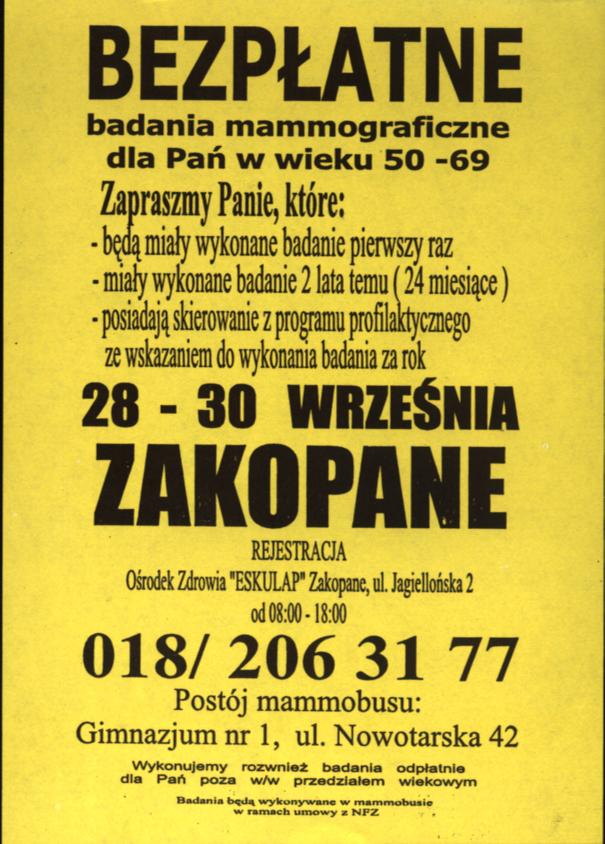 BEZPŁATNE
badania mammograficzne
dla Pań w wieku 50 -69
Zapraszmy Panie, które:
- będą miały wykonane badanie pierwszy raz
- miały wykonane badanie 2 lata temu ( 24 miesiące )
- posiadają skierowanie z programu profilaktycznego
ze wskazaniem do wykonania badania za rok
28 - 30 WRZEŚNIA
ZAKOPANE
REJESTRACJA
Ośrodek Zdrowia "ESKULAP" Zakopane, ul. Jagiellońska 2
od 08:00 - 18:00
018/ 206 31 77
Postój mammobusu:
Gimnazjum nr 1, ul. Nowotarska 42
Wykonujemy rozwnież badania odpłatnie
dla Pań poza w/w przedziałem wiekowym
Badania będą wykonywane w mammobusie
w ramach umowy z NFZ